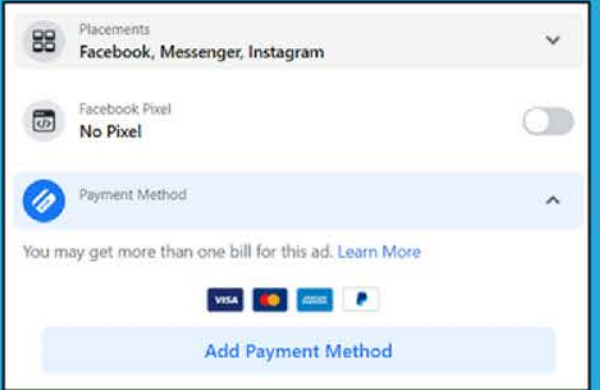 Placements
Facebook, Messenger, Instagram
Facebook Pixel
No Pixel
Payment Method
You may get more than one bill for this ad. Learn More
VISA
Add Payment Method